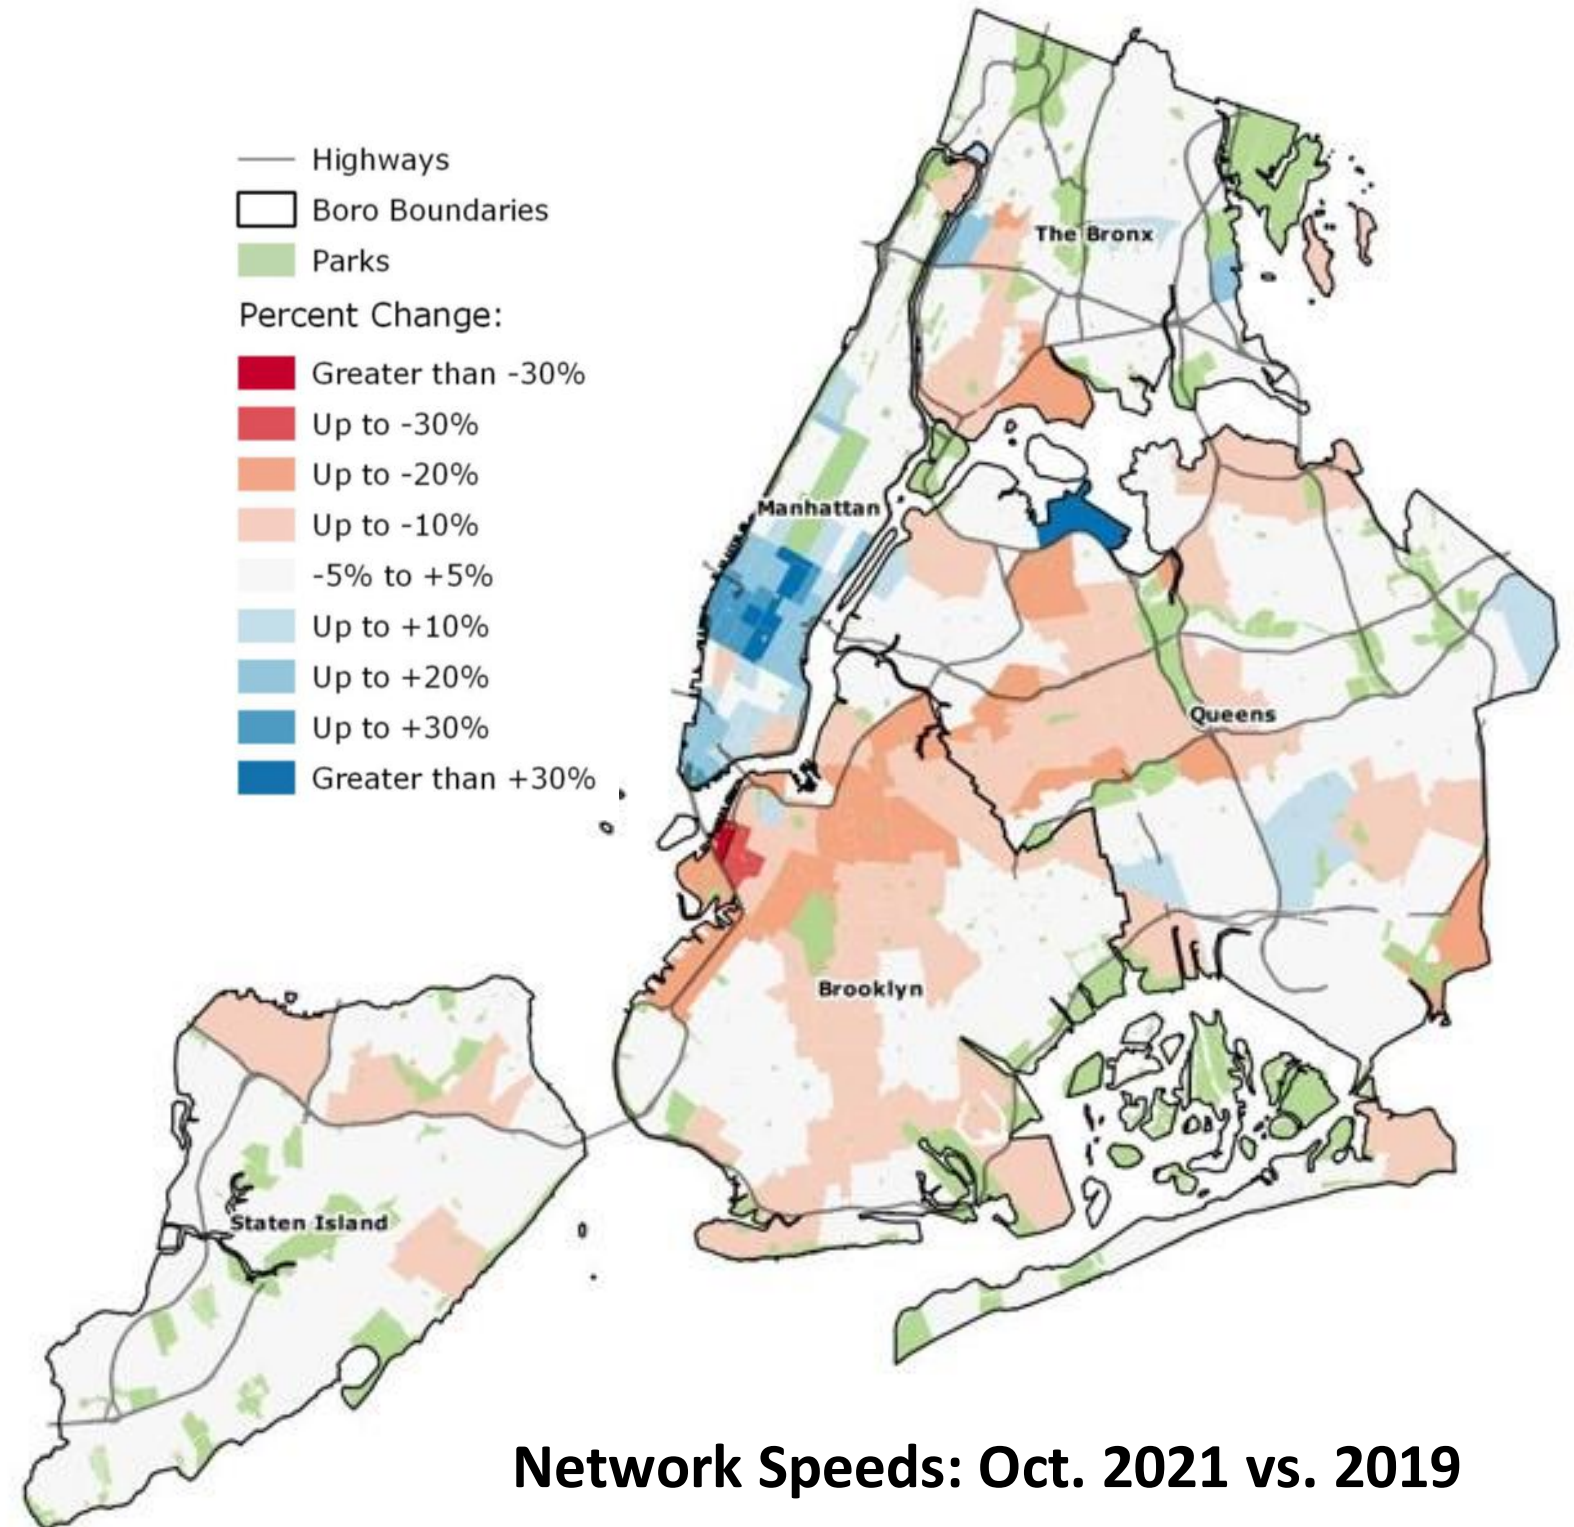 Highways
Boro Boundaries
Parks
Percent Change:
Greater than -30%
Up to -30%
Up to -20%
Up to -10%
-5% to +5%
Up to +10%
Up to +20%
Up to +30%
Greater than +30%
The Bronx
Manhattan
Queens
Brooklyn
Staten Island
Network Speeds: Oct. 2021 vs. 2019